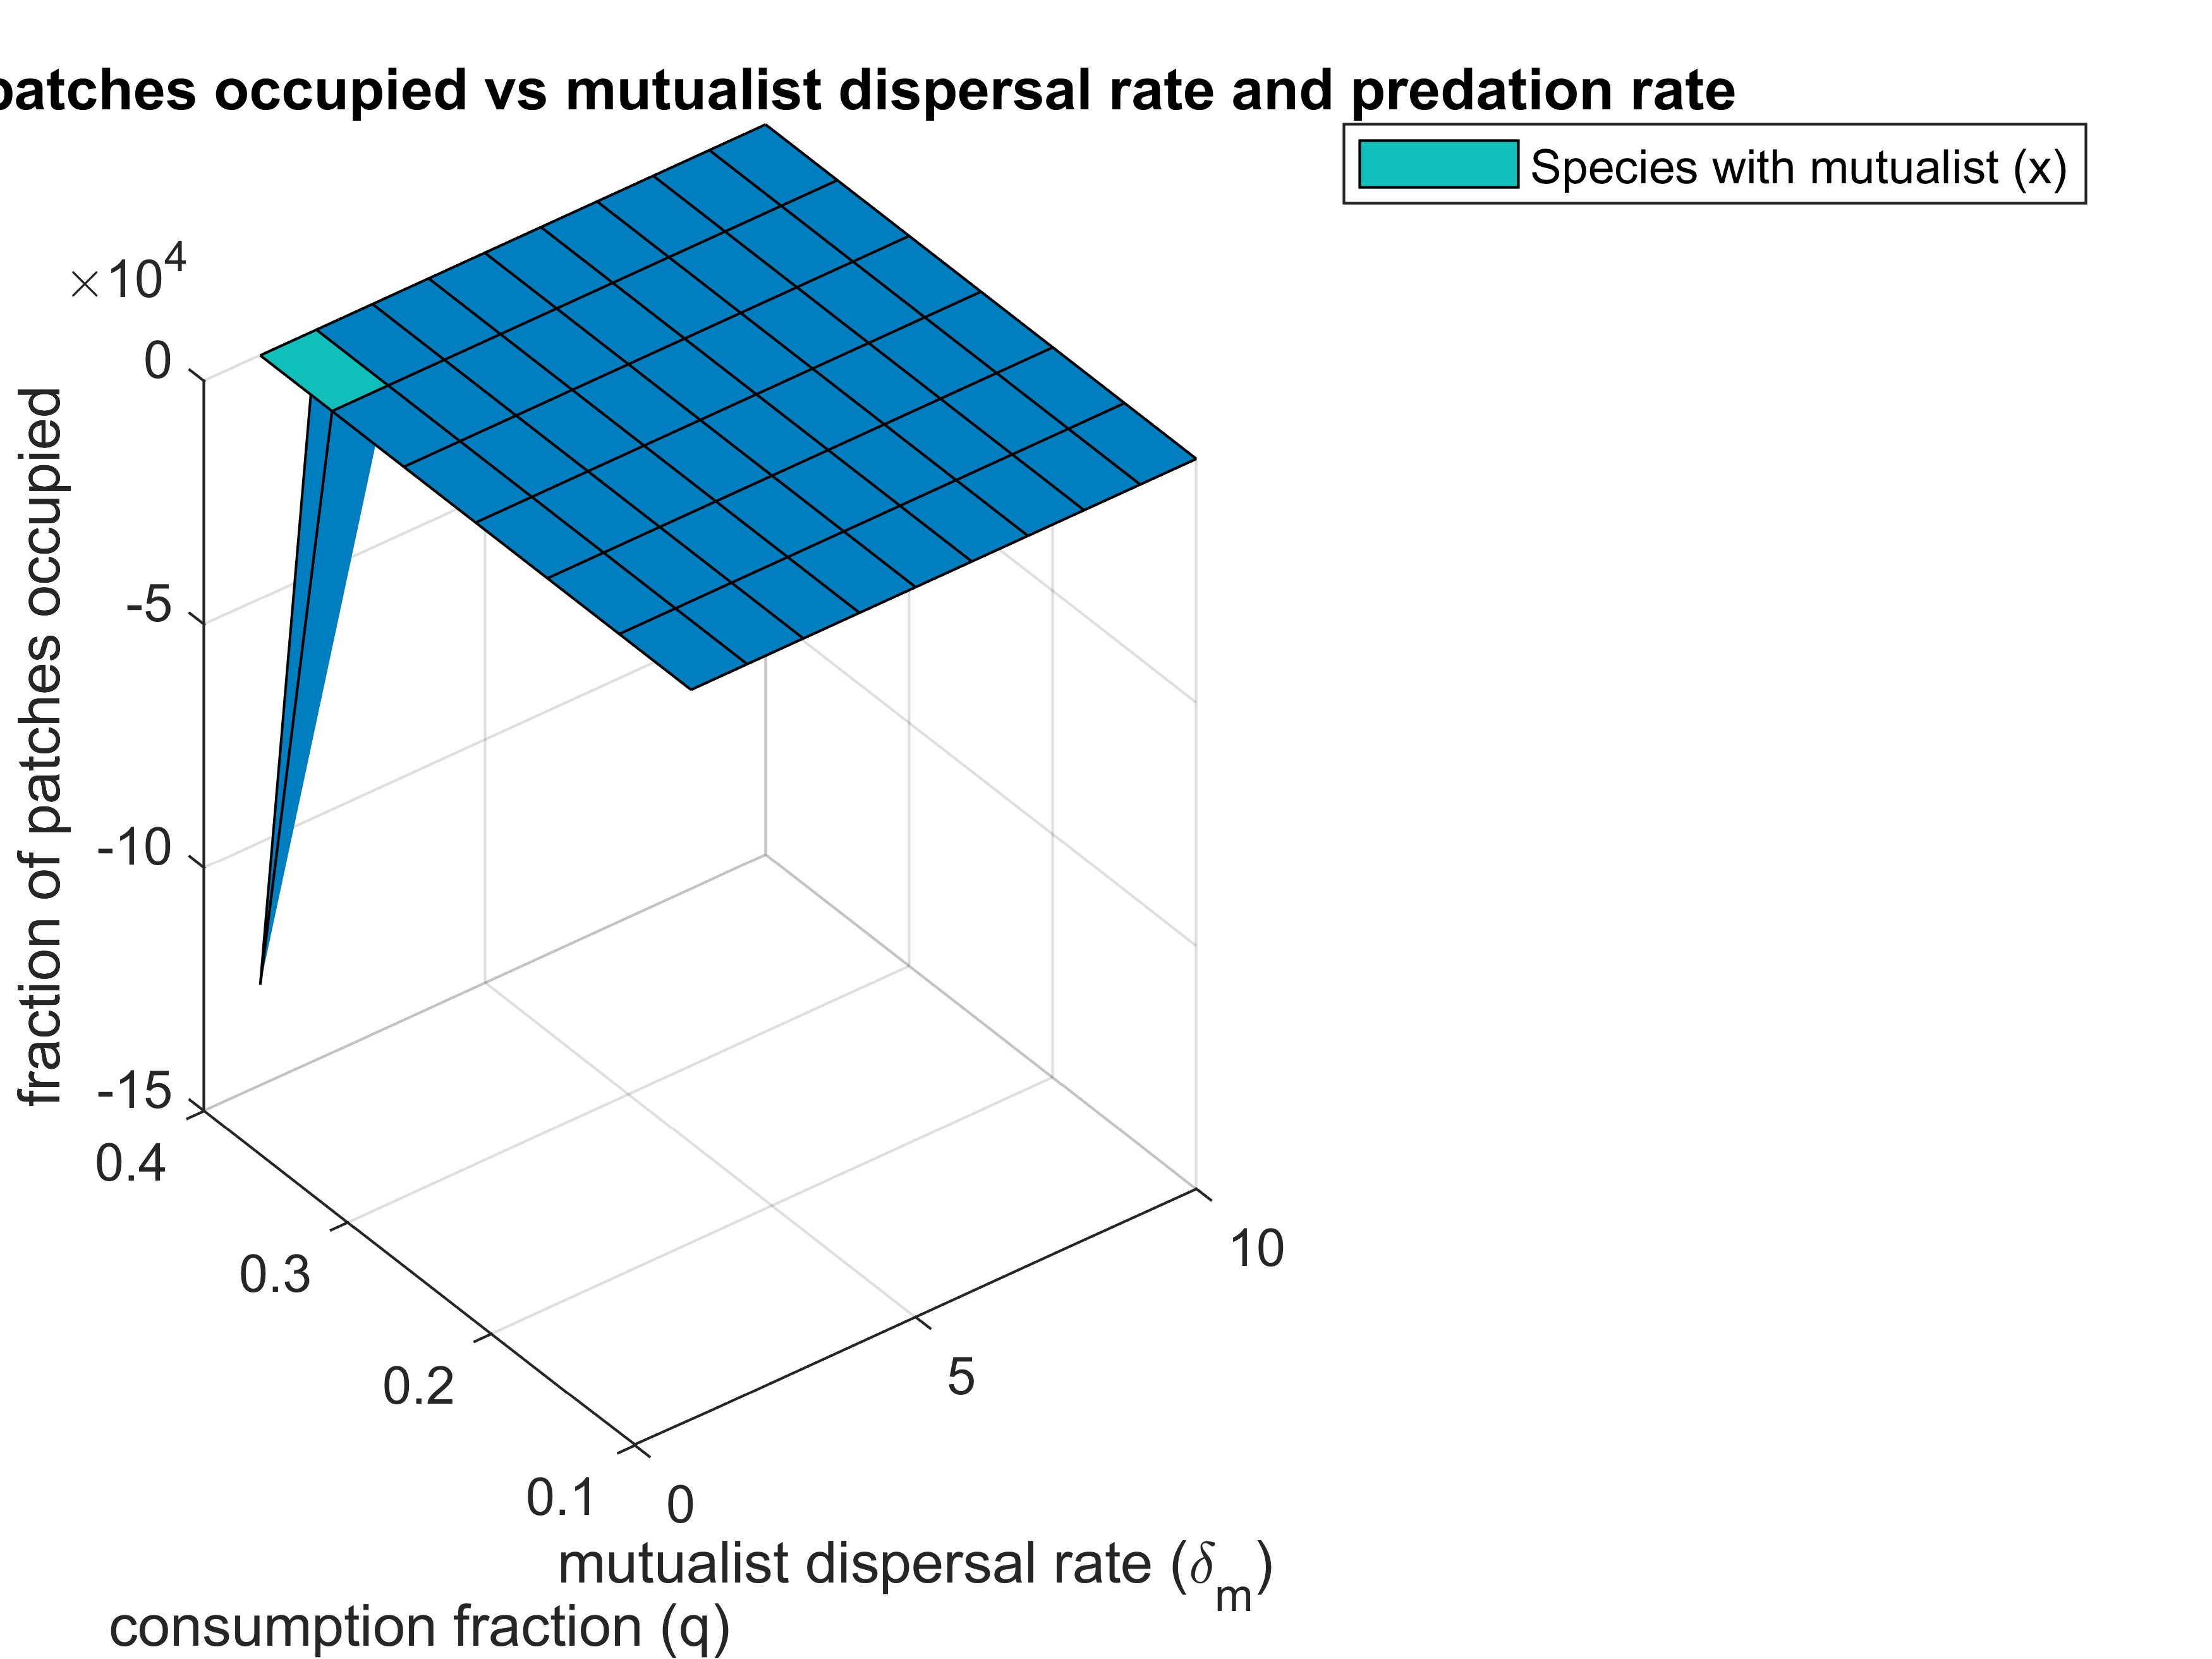 patches occupied vs mutualist dispersal rate and predation rate
Species with mutualist (x)
×10^4
0
-5
-10
-15
fraction of patches occupied
0.4
0.3
0.2
0.1
0
5
10
mutualist dispersal rate (δ_m)
consumption fraction (q)